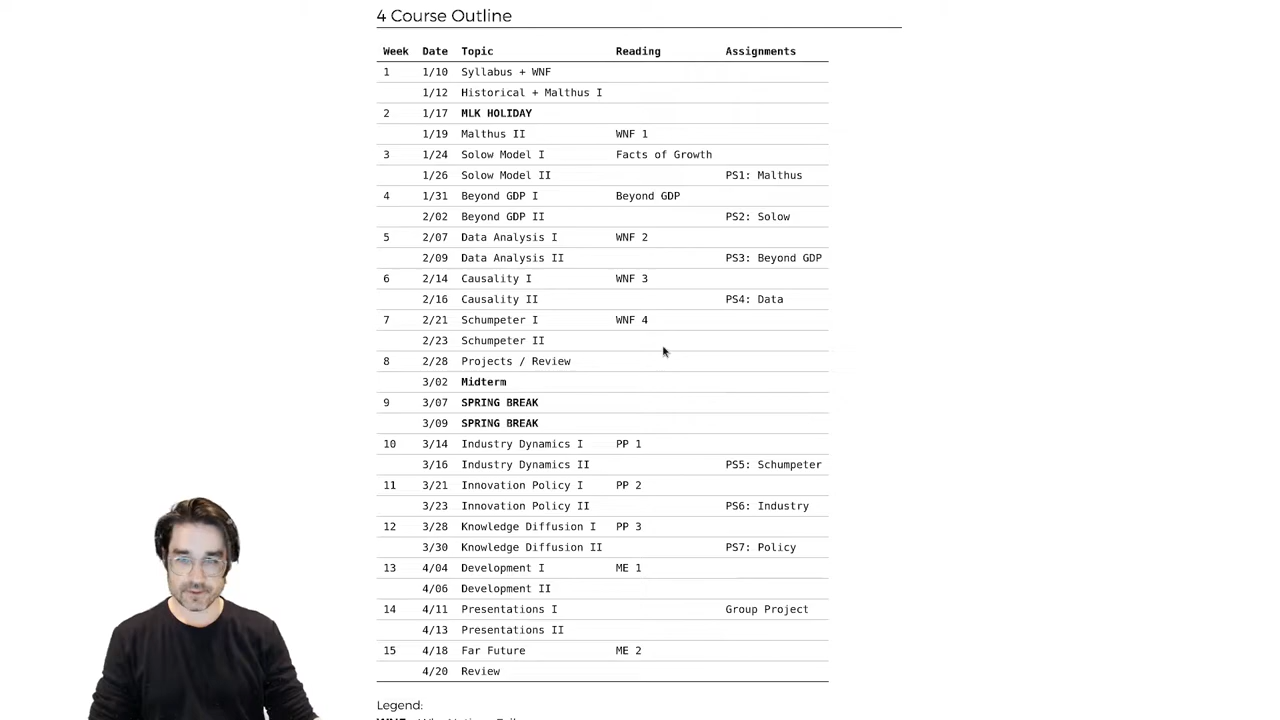 4 Course Outline
Week Date Topic Reading Assignments
1 1/10 Syllabus + WNF
1/12 Historical + Malthus I
2 1/17 MLK HOLIDAY
1/19 Malthus II WNF 1
3 1/24 Solow Model I Facts of Growth
1/26 Solow Model II PS1: Malthus
4 1/31 Beyond GDP I Beyond GDP
2/02 Beyond GDP II PS2: Solow
5 2/07 Data Analysis I WNF 2
2/09 Data Analysis II PS3: Beyond GDP
6 2/14 Causality I WNF 3
2/16 Causality II PS4: Data
7 2/21 Schumpeter I WNF 4
2/23 Schumpeter II
8 2/28 Projects / Review
3/02 Midterm
9 3/07 SPRING BREAK
3/09 SPRING BREAK
10 3/14 Industry Dynamics I PP 1
3/16 Industry Dynamics II PS5: Schumpeter
11 3/21 Innovation Policy I PP 2
3/23 Innovation Policy II PS6: Industry
12 3/28 Knowledge Diffusion I PP 3
3/30 Knowledge Diffusion II PS7: Policy
13 4/04 Development I ME 1
4/06 Development II
14 4/11 Presentations I Group Project
4/13 Presentations II
15 4/18 Far Future ME 2
4/20 Review
Legend: